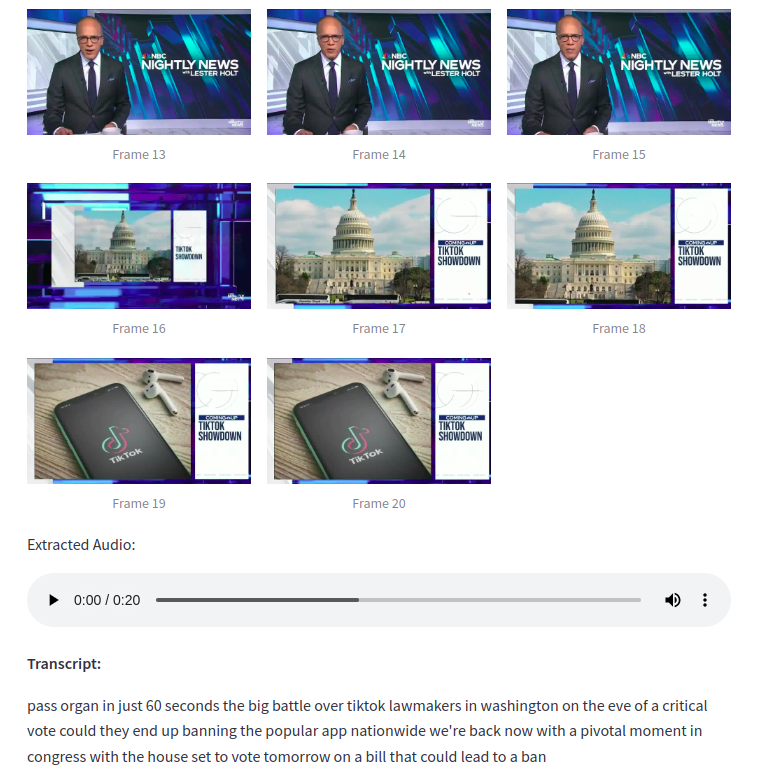 NBC
NIGHTLY NEWS
with LESTER HOLT
NBC
NIGHTLY NEWS
with LESTER HOLT
NBC
NIGHTLY NEWS
with LESTER HOLT
Frame 13
Frame 14
Frame 15
TIKTOK
SHOWDOWN
COMING UP
TIKTOK
SHOWDOWN
COMING UP
TIKTOK
SHOWDOWN
Frame 16
Frame 17
Frame 18
TikTok
COMING UP
TIKTOK
SHOWDOWN
TikTok
COMING UP
TIKTOK
SHOWDOWN
Frame 19
Frame 20
Extracted Audio:
0:00 / 0:20
Transcript:
pass organ in just 60 seconds the big battle over tiktok lawmakers in washington on the eve of a critical
vote could they end up banning the popular app nationwide we're back now with a pivotal moment in
congress with the house set to vote tomorrow on a bill that could lead to a ban